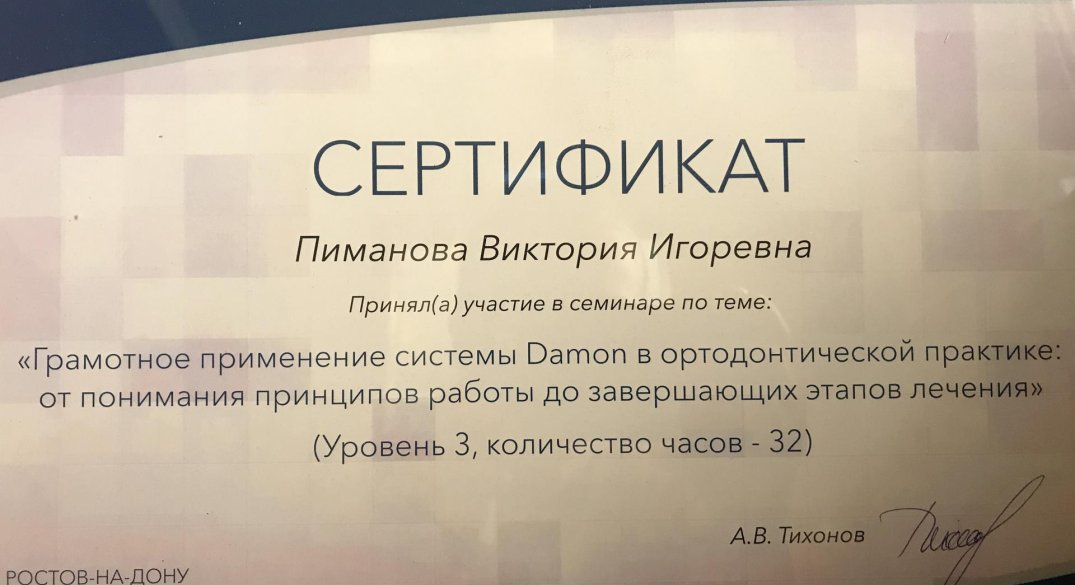 СЕРТИФИКАТ
Пиманова Виктория Игоревна
Принял(а) участие в семинаре по теме:
«Грамотное применение системы Damon в ортодонтической практике:
от понимания принципов работы до завершающих этапов лечения»
(Уровень 3, количество часов - 32)
А.В. Тихонов
РОСТОВ-НА-ДОНУ